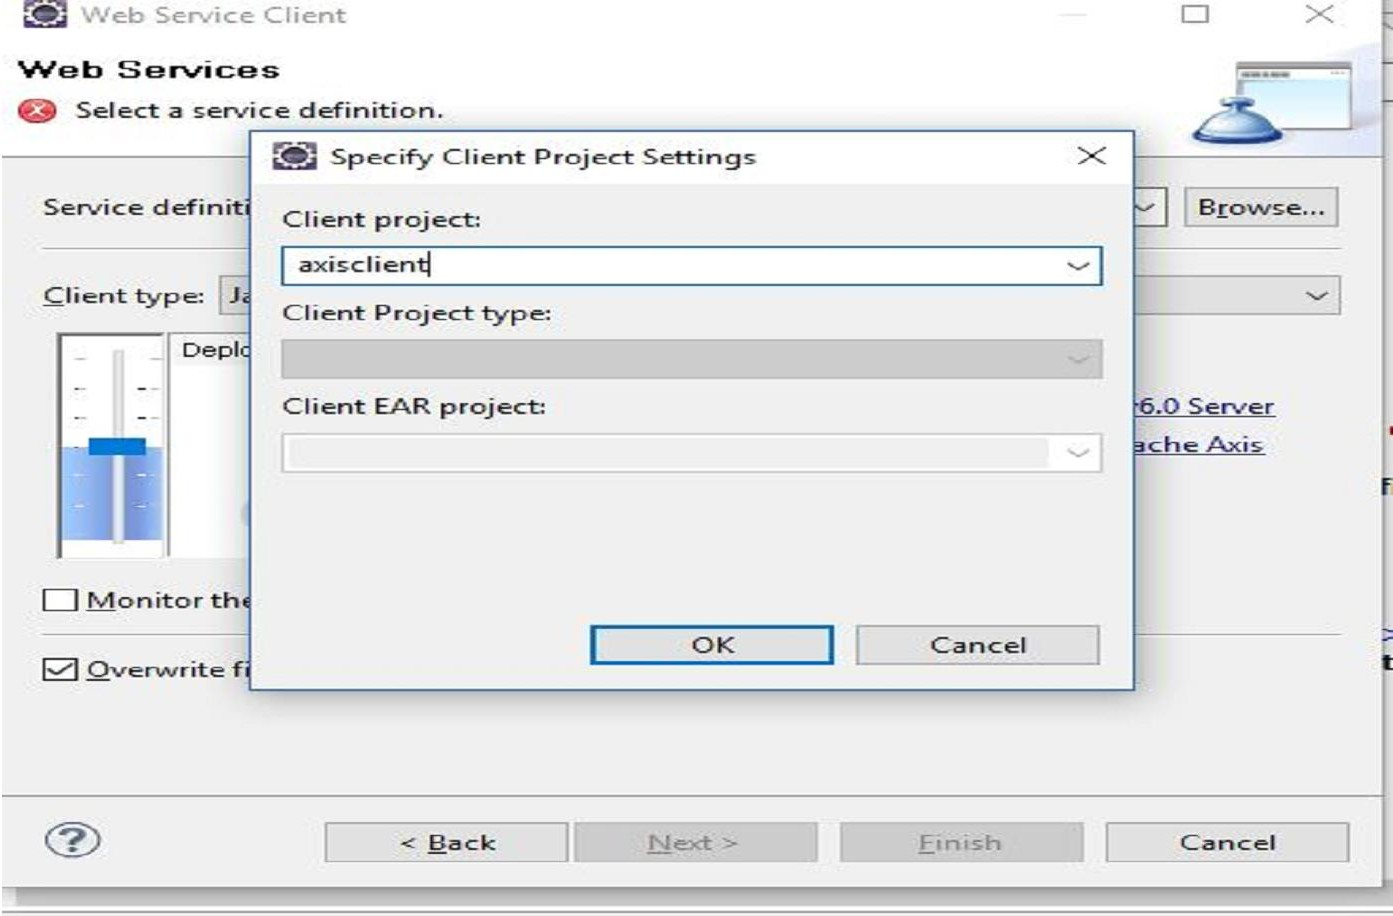 Web Service Client
Web Services
Select a service definition.
Specify Client Project Settings
Service definiti
Browse...
Client project:
axisclient
Client type: Ja
Client Project type:
Deplo
Client EAR project:
6.0 Server
ache Axis
Monitor the
OK
Cancel
Overwrite fi
?
< Back
Next >
Finish
Cancel